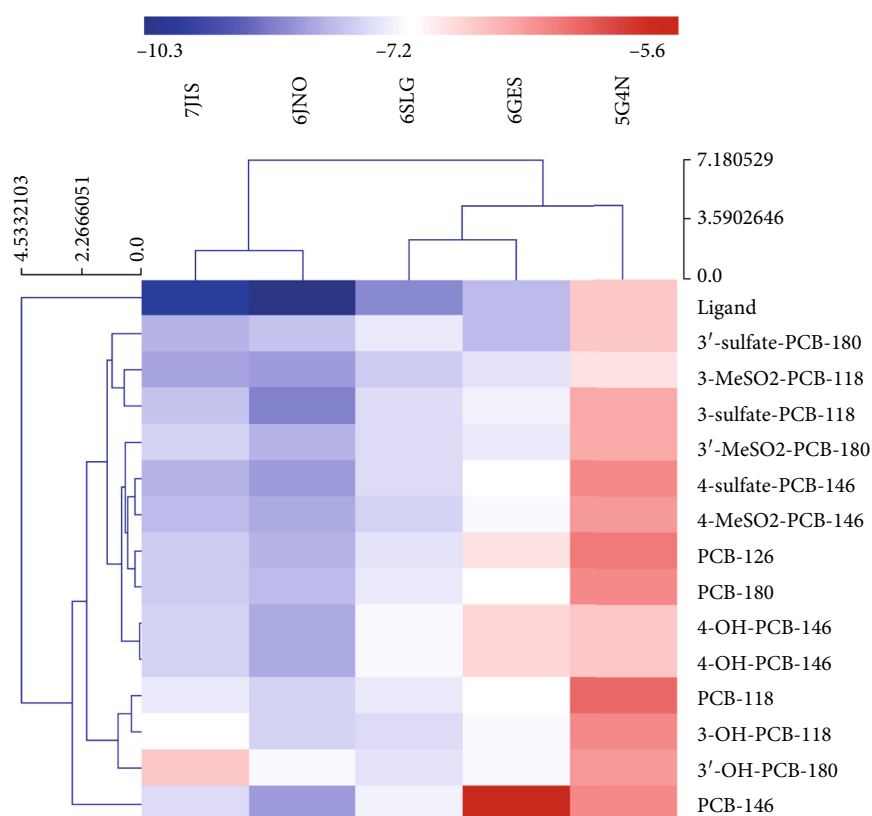 –10.3
–7.2
–5.6
7JIS
6JNO
6SLG
6GES
5G4N
7.180529
3.5902646
0.0
4.5332103
2.2666051
0.0
Ligand
3′-sulfate-PCB-180
3-MeSO2-PCB-118
3-sulfate-PCB-118
3′-MeSO2-PCB-180
4-sulfate-PCB-146
4-MeSO2-PCB-146
PCB-126
PCB-180
4-OH-PCB-146
4-OH-PCB-146
PCB-118
3-OH-PCB-118
3′-OH-PCB-180
PCB-146